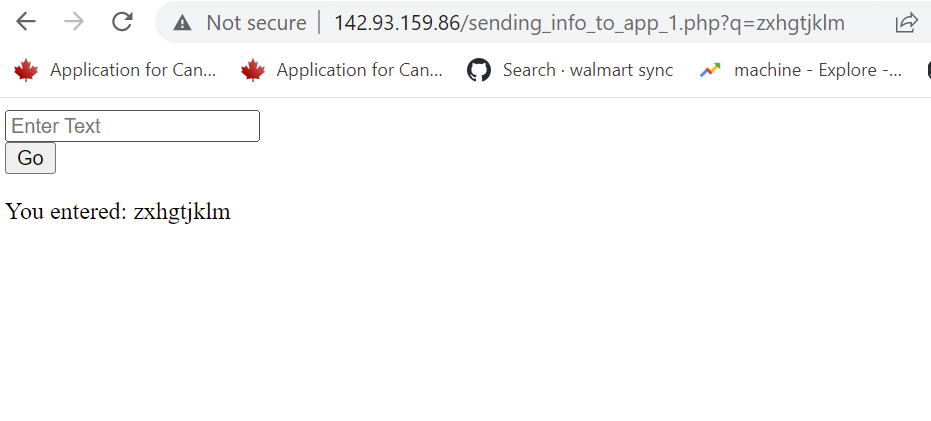 Not secure | 142.93.159.86/sending_info_to_app_1.php?q=zxhgtjklm
Application for Can... Application for Can... Search · walmart sync machine - Explore -...
Enter Text
Go
You entered: zxhgtjklm